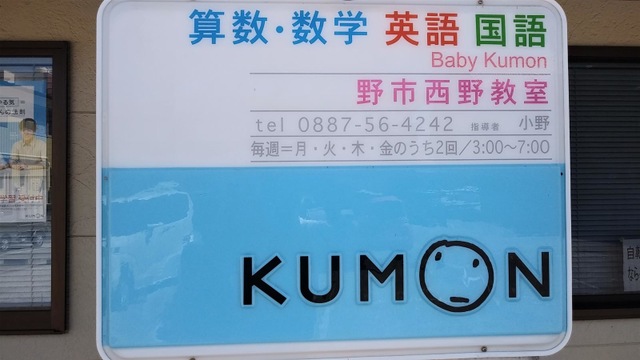 算数・数学 英語 国語
Baby Kumon
野市西野教室
tel 0887-56-4242 指導者 小野
毎週=月・火・木・金のうち2回/3:00~7:00
KUMON